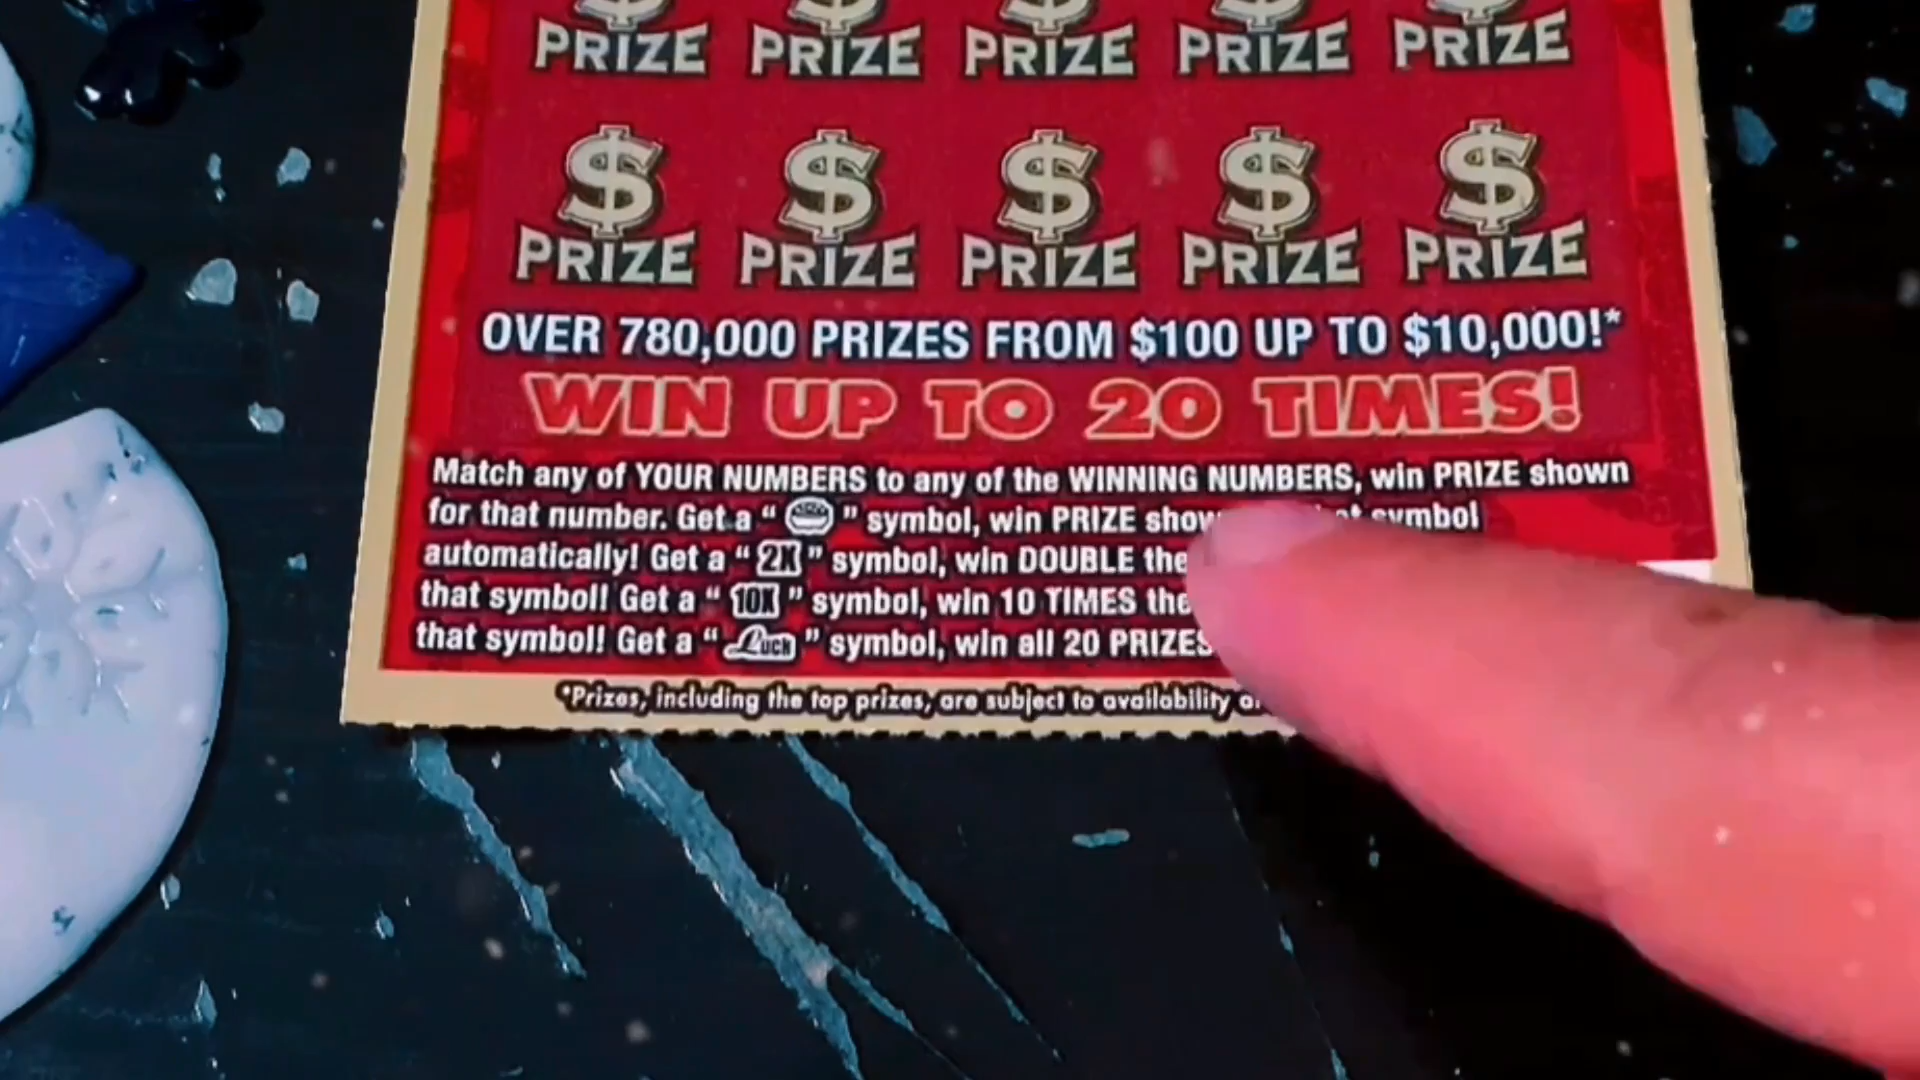 $ $ $ $ $
PRIZE PRIZE PRIZE PRIZE PRIZE
$ $ $ $ $
PRIZE PRIZE PRIZE PRIZE PRIZE
OVER 780,000 PRIZES FROM $100 UP TO $10,000!*
WIN UP TO 20 TIMES!
Match any of YOUR NUMBERS to any of the WINNING NUMBERS, win PRIZE shown
for that number. Get a " " symbol, win PRIZE symbol
automatically! Get a "2X" symbol, win DOUBLE the
that symbol! Get a "10X" symbol, win 10 TIMES the
that symbol! Get a "Luck" symbol, win all 20 PRIZES
*Prizes, including the top prizes, are subject to availability